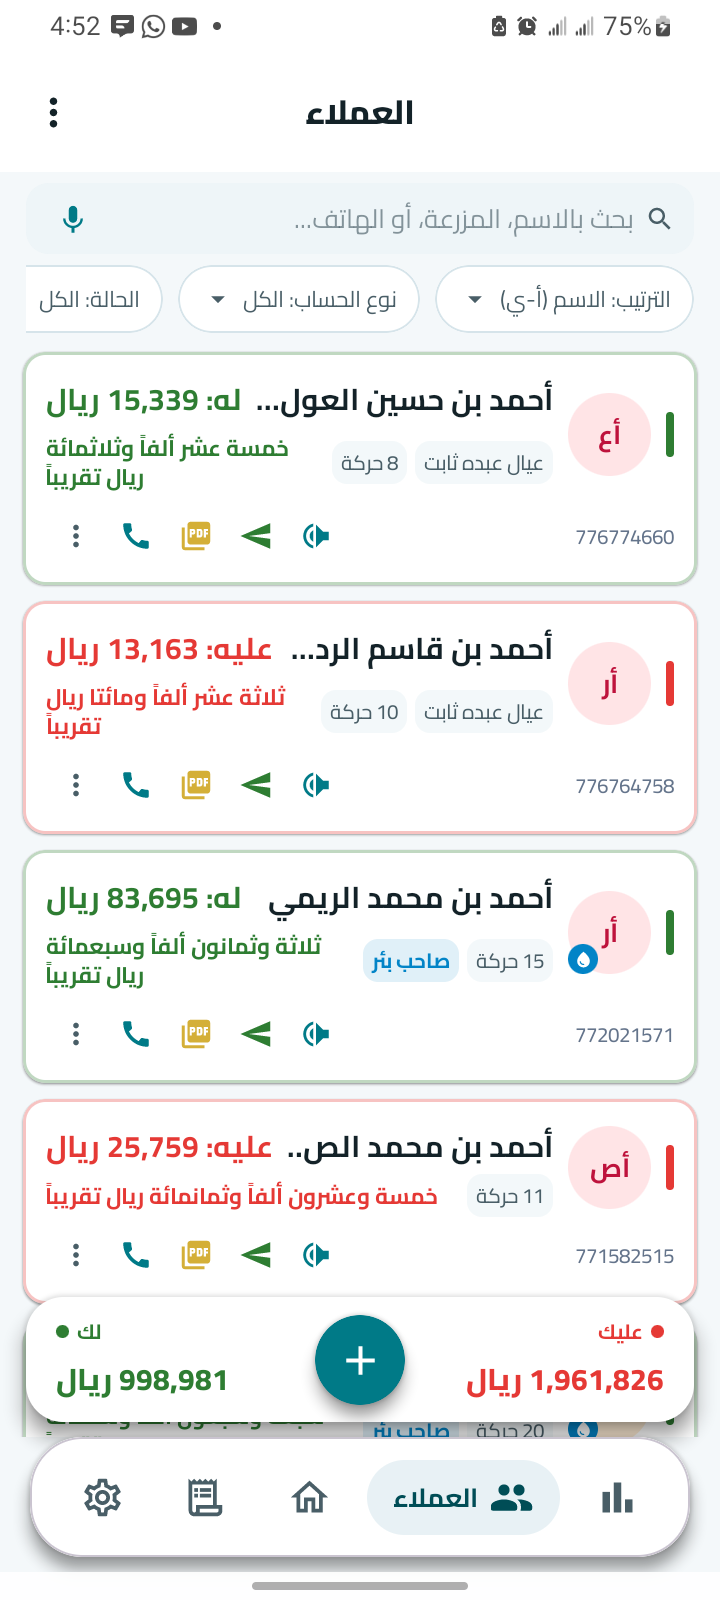 4:52
75%
العملاء
بحث بالاسم، المزرعة، أو الهاتف...
الترتيب: الاسم (أ-ي)
نوع الحساب: الكل
الحالة: الكل
أع
أحمد بن حسين العول...
له: 15,339 ريال
عيال عبده ثابت
8 حركة
خمسة عشر ألفاً وثلاثمائة
ريال تقريباً
776774660
PDF
أر
أحمد بن قاسم الرد...
عليه: 13,163 ريال
عيال عبده ثابت
10 حركة
ثلاثة عشر ألفاً ومائتا ريال
تقريباً
776764758
PDF
أر
أحمد بن محمد الريمي
له: 83,695 ريال
15 حركة
صاحب بئر
ثلاثة وثمانون ألفاً وسبعمائة
ريال تقريباً
772021571
PDF
أص
أحمد بن محمد الص..
عليه: 25,759 ريال
11 حركة
خمسة وعشرون ألفاً وثمانمائة ريال تقريباً
771582515
PDF
عليك
1,961,826 ريال
لك
998,981 ريال
20 حركة
صاحب بئر
العملاء